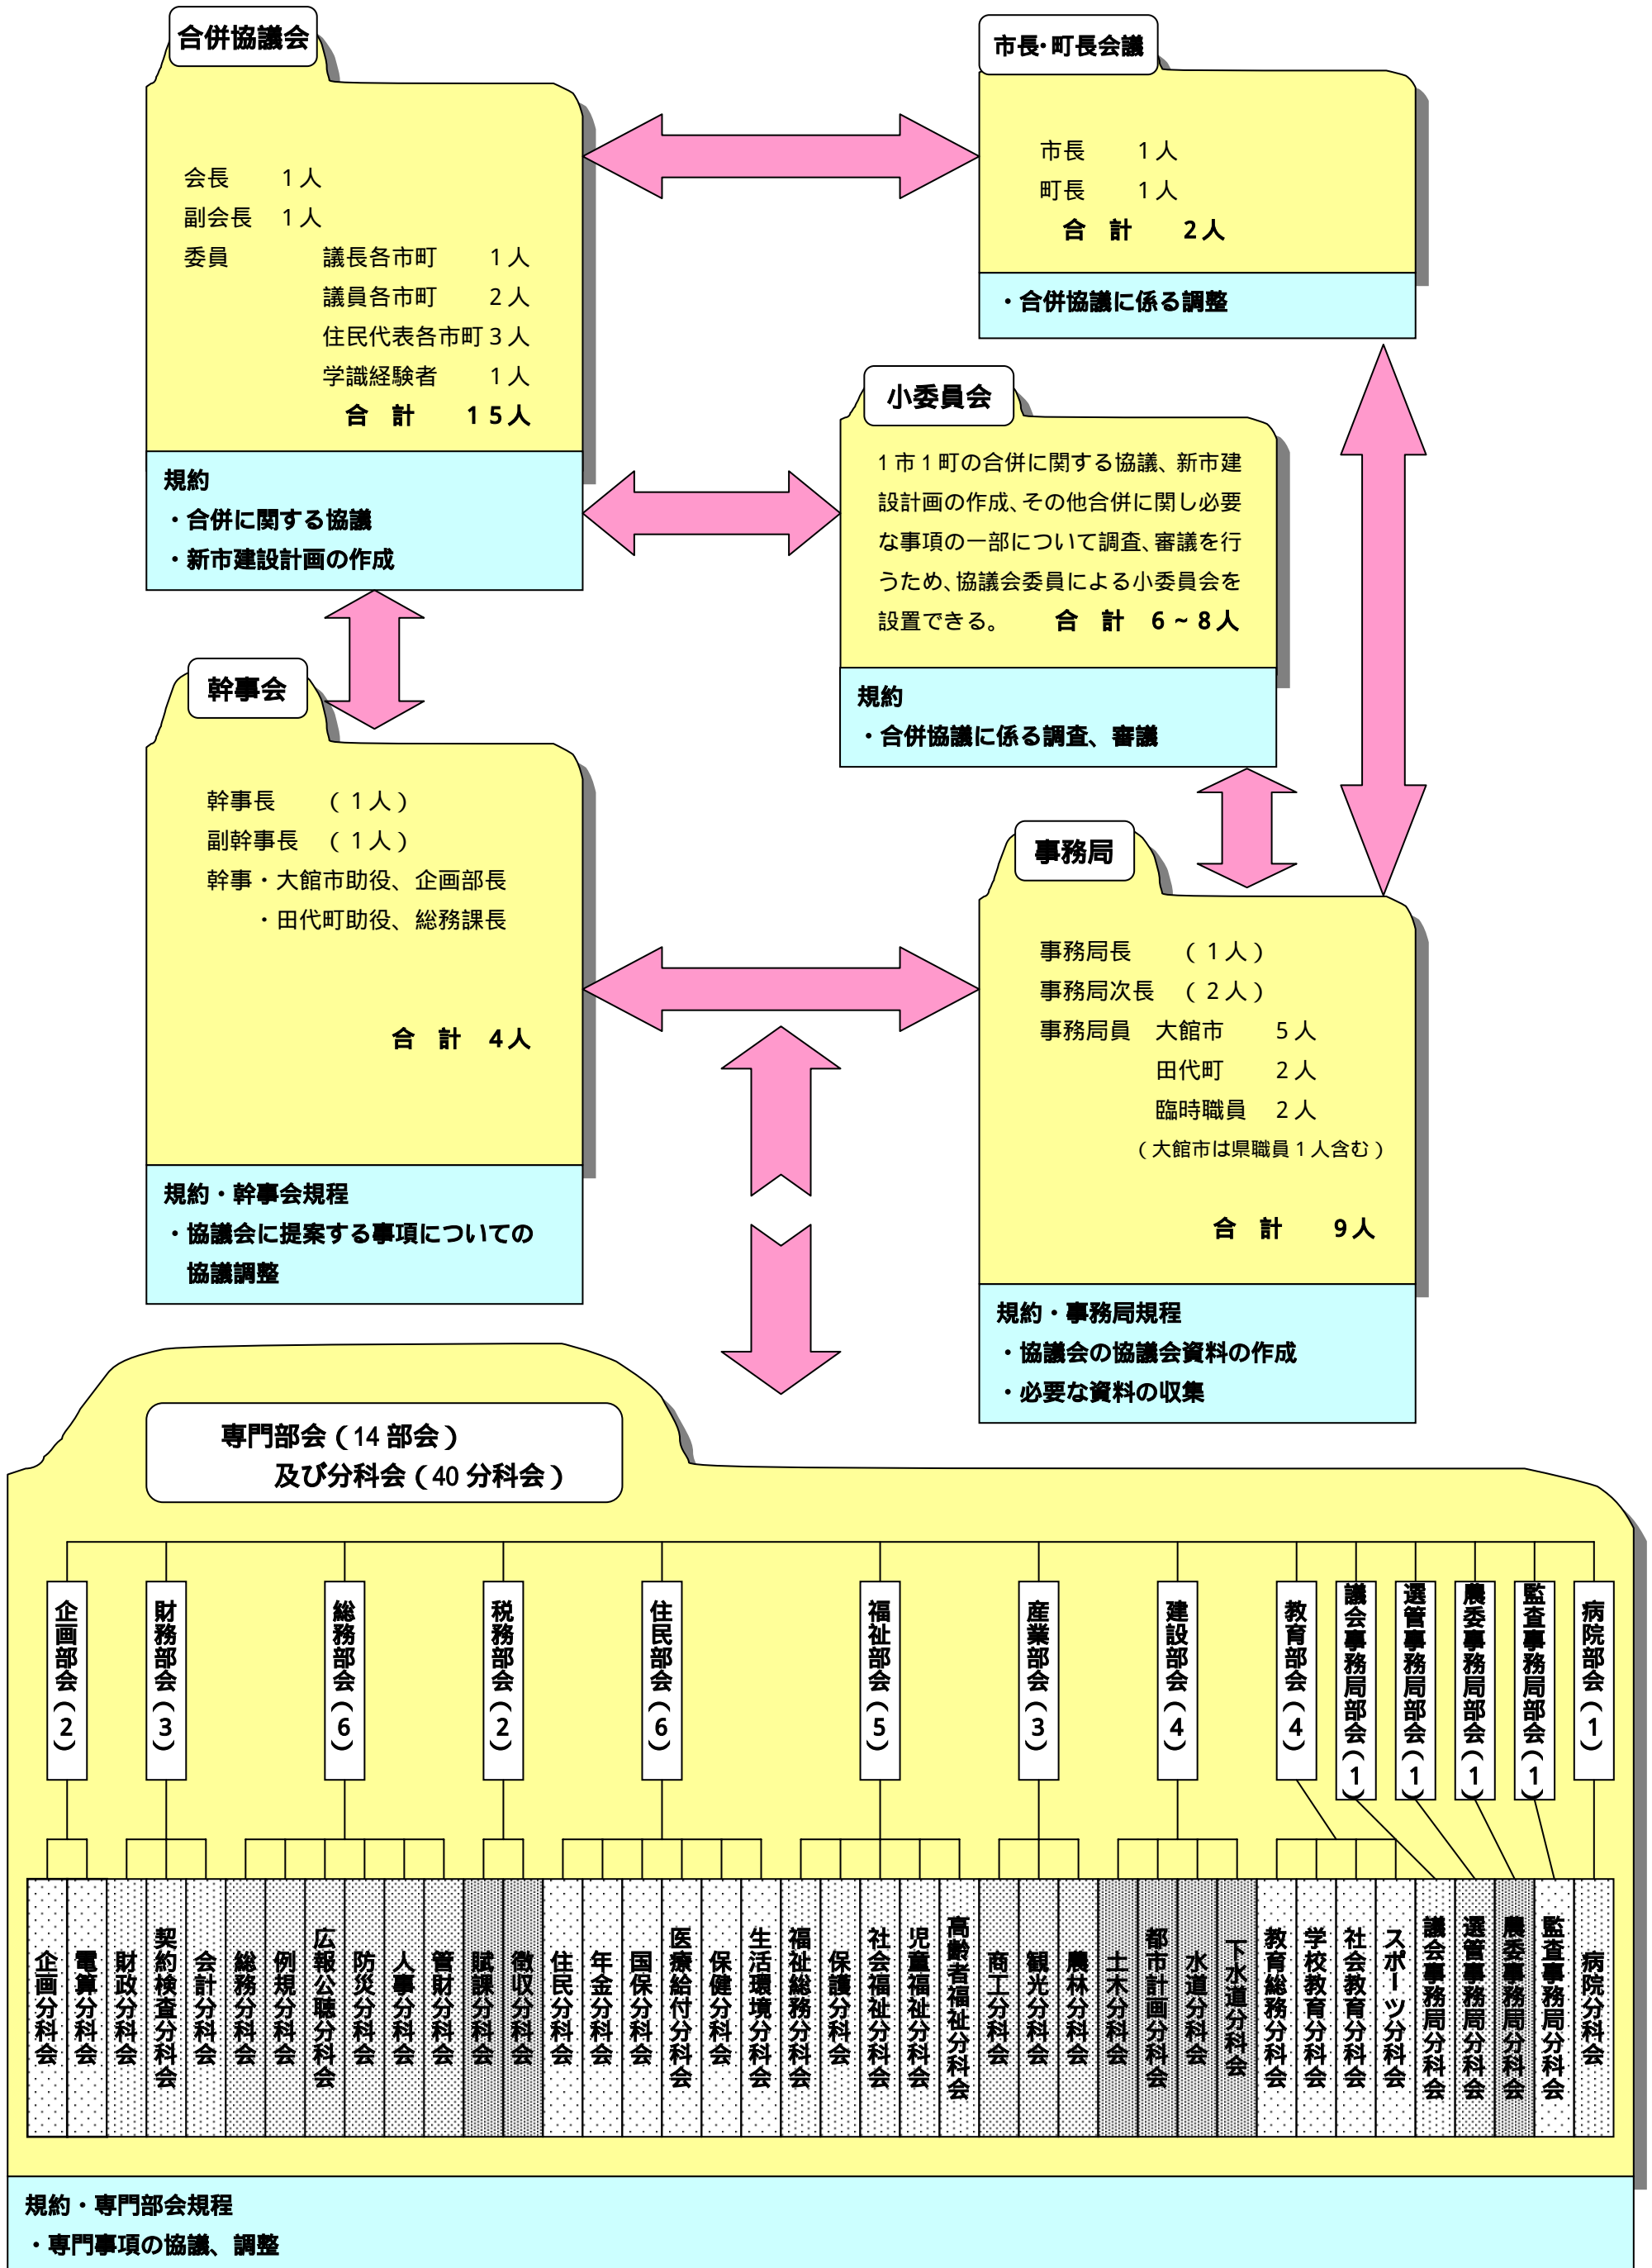 合併協議会
会長 1人
副会長 1人
委員 議長各市町 1人
議員各市町 2人
住民代表各市町3人
学識経験者 1人
合 計 15人
規約
・合併に関する協議
・新市建設計画の作成
市長・町長会議
市長 1人
町長 1人
合 計 2人
・合併協議に係る調整
小委員会
1市1町の合併に関する協議、新市建
設計画の作成、その他合併に関し必要
な事項の一部について調査、審議を行
うため、協議会委員による小委員会を
設置できる。 合 計 6~8人
規約
・合併協議に係る調査、審議
幹事会
幹事長 (1人)
副幹事長 (1人)
幹事・大館市助役、企画部長
・田代町助役、総務課長
合 計 4人
規約・幹事会規程
・協議会に提案する事項についての
協議調整
事務局
事務局長 (1人)
事務局次長 (2人)
事務局員 大館市 5人
田代町 2人
臨時職員 2人
(大館市は県職員1人含む)
合 計 9人
規約・事務局規程
・協議会の協議会資料の作成
・必要な資料の収集
専門部会(14部会)
及び分科会(40分科会)
企画部会(2)
財務部会(3)
総務部会(6)
税務部会(2)
住民部会(6)
福祉部会(5)
産業部会(3)
建設部会(4)
教育部会(4)
議会事務局部会(1)
選管事務局部会(1)
農委事務局部会(1)
監査事務局部会(1)
病院部会(1)
企画分科会
電算分科会
財政分科会
契約検査分科会
会計分科会
総務分科会
例規分科会
広報公聴分科会
防災分科会
人事分科会
管財分科会
賦課分科会
徴収分科会
住民分科会
年金分科会
国保分科会
医療給付分科会
保健分科会
生活環境分科会
福祉総務分科会
保護分科会
社会福祉分科会
児童福祉分科会
高齢者福祉分科会
商工分科会
観光分科会
農林分科会
土木分科会
都市計画分科会
水道分科会
下水道分科会
教育総務分科会
学校教育分科会
社会教育分科会
スポーツ分科会
議会事務局分科会
選管事務局分科会
農委事務局分科会
監査事務局分科会
病院分科会
規約・専門部会規程
・専門事項の協議、調整